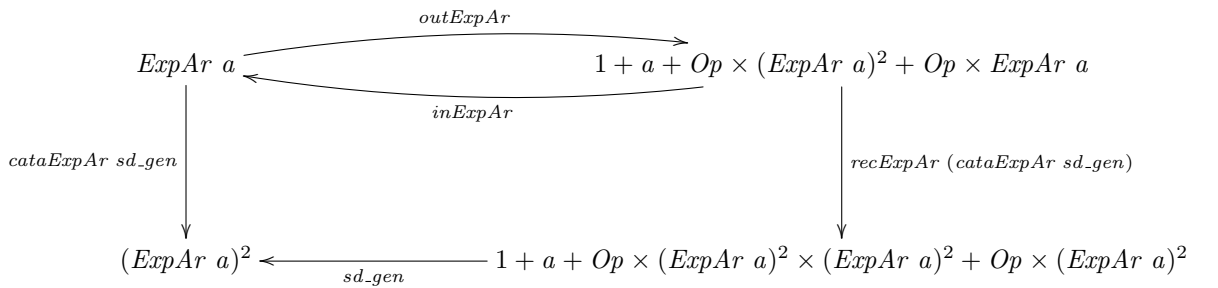 outExpAr
ExpAr a
1 + a + Op × (ExpAr a)² + Op × ExpAr a
inExpAr
cataExpAr sd_gen
recExpAr (cataExpAr sd_gen)
(ExpAr a)²
1 + a + Op × (ExpAr a)² × (ExpAr a)² + Op × (ExpAr a)²
sd_gen